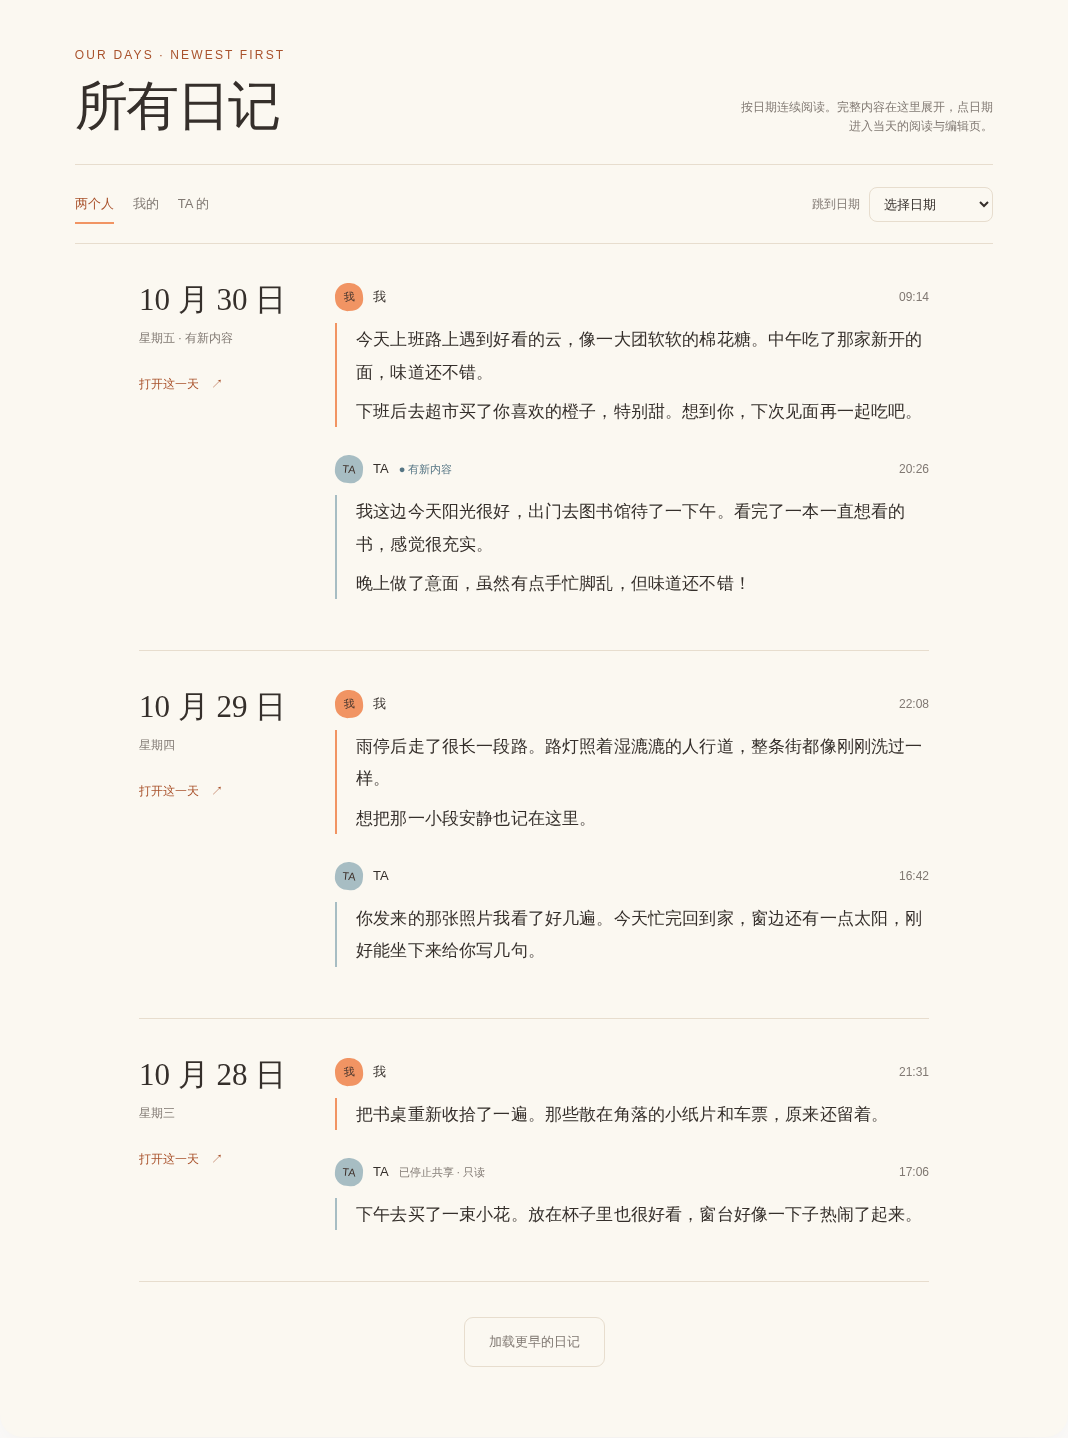 OUR DAYS · NEWEST FIRST
所有日记
按日期连续阅读。完整内容在这里展开，点日期
进入当天的阅读与编辑页。
两个人 我的 TA 的
跳到日期 选择日期
10 月 30 日
星期五 · 有新内容
打开这一天 ↗
我 我 09:14
今天上班路上遇到好看的云，像一大团软软的棉花糖。中午吃了那家新开的
面，味道还不错。
下班后去超市买了你喜欢的橙子，特别甜。想到你，下次见面再一起吃吧。
TA TA ● 有新内容 20:26
我这边今天阳光很好，出门去图书馆待了一下午。看完了一本一直想看的
书，感觉很充实。
晚上做了意面，虽然有点手忙脚乱，但味道还不错！
10 月 29 日
星期四
打开这一天 ↗
我 我 22:08
雨停后走了很长一段路。路灯照着湿漉漉的人行道，整条街都像刚刚洗过一
样。
想把那一小段安静也记在这里。
TA TA 16:42
你发来的那张照片我看了好几遍。今天忙完回到家，窗边还有一点太阳，刚
好能坐下来给你写几句。
10 月 28 日
星期三
打开这一天 ↗
我 我 21:31
把书桌重新收拾了一遍。那些散在角落的小纸片和车票，原来还留着。
TA TA 已停止共享 · 只读 17:06
下午去买了一束小花。放在杯子里也很好看，窗台好像一下子热闹了起来。
加载更早的日记